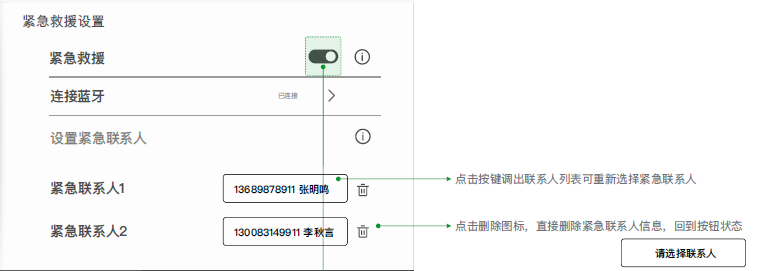 紧急救援设置
紧急救援
连接蓝牙 已连接
设置紧急联系人
紧急联系人1 13689878911 张明鸣 点击按键调出联系人列表可重新选择紧急联系人
紧急联系人2 130083149911 李秋言 点击删除图标，直接删除紧急联系人信息，回到按钮状态
请选择联系人